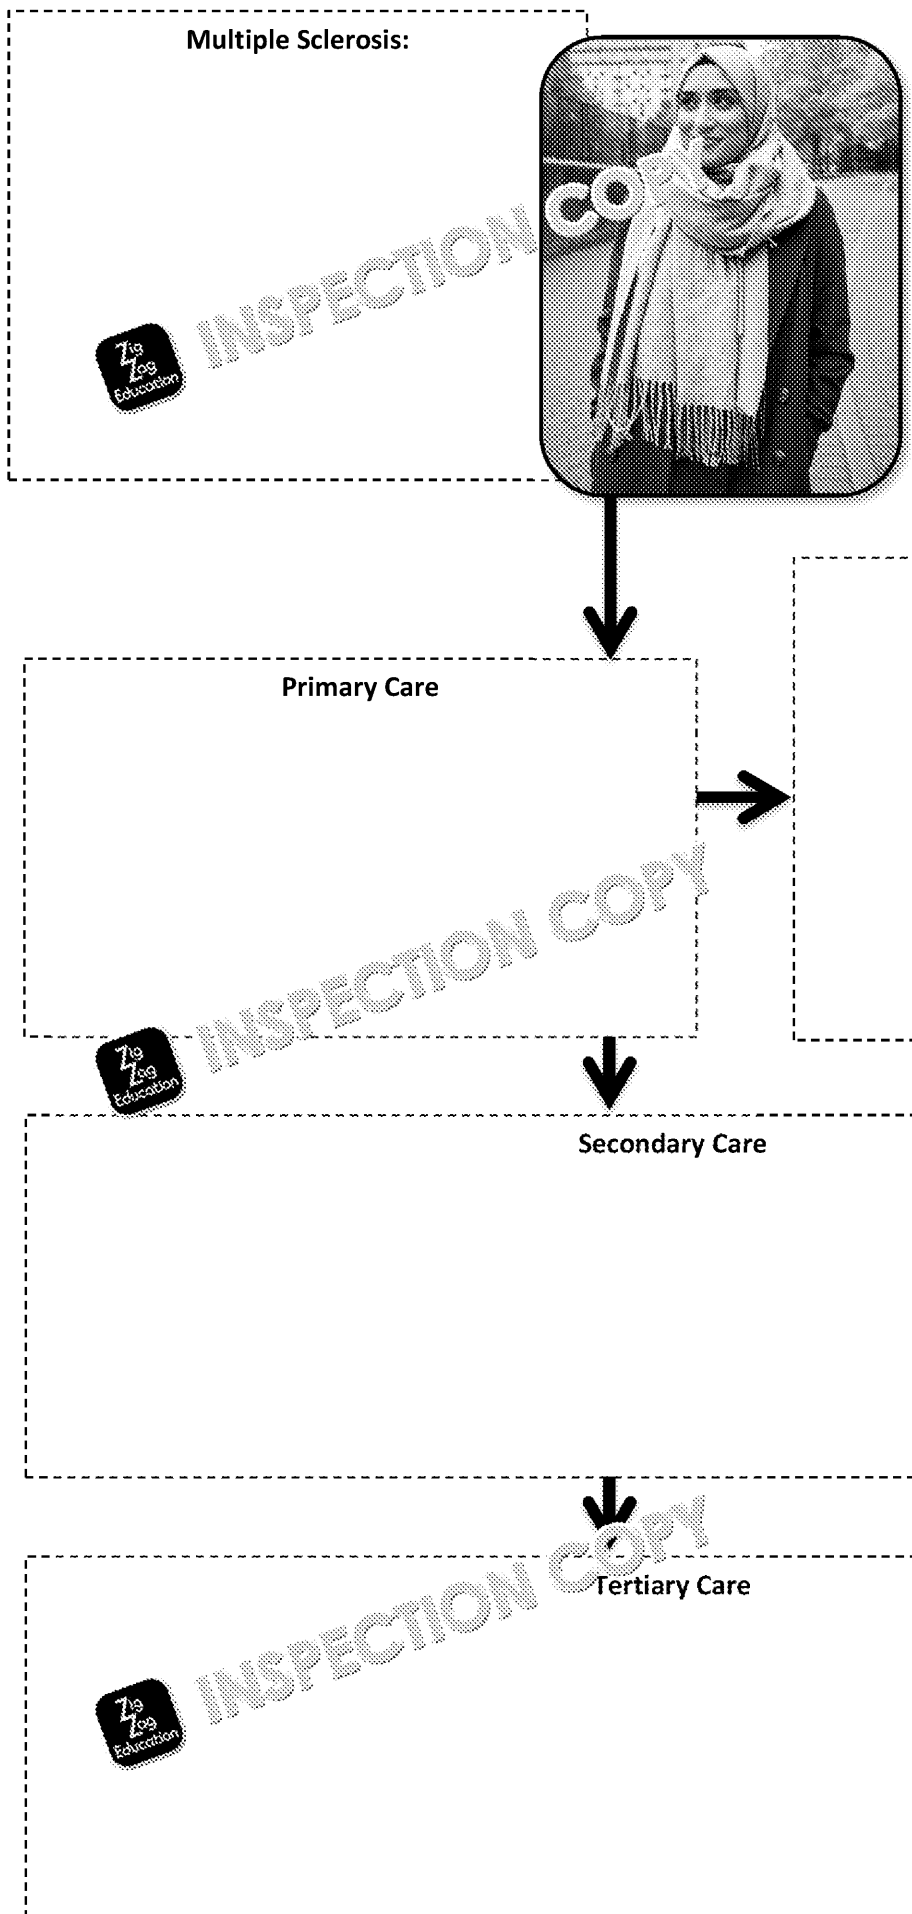 Multiple Sclerosis:
CO
INSPECTION
Zig
Zag
Education
Primary Care
INSPECTION COPY
Zig
Zag
Education
Secondary Care
Tertiary Care
INSPECTION COPY
Zig
Zag
Education